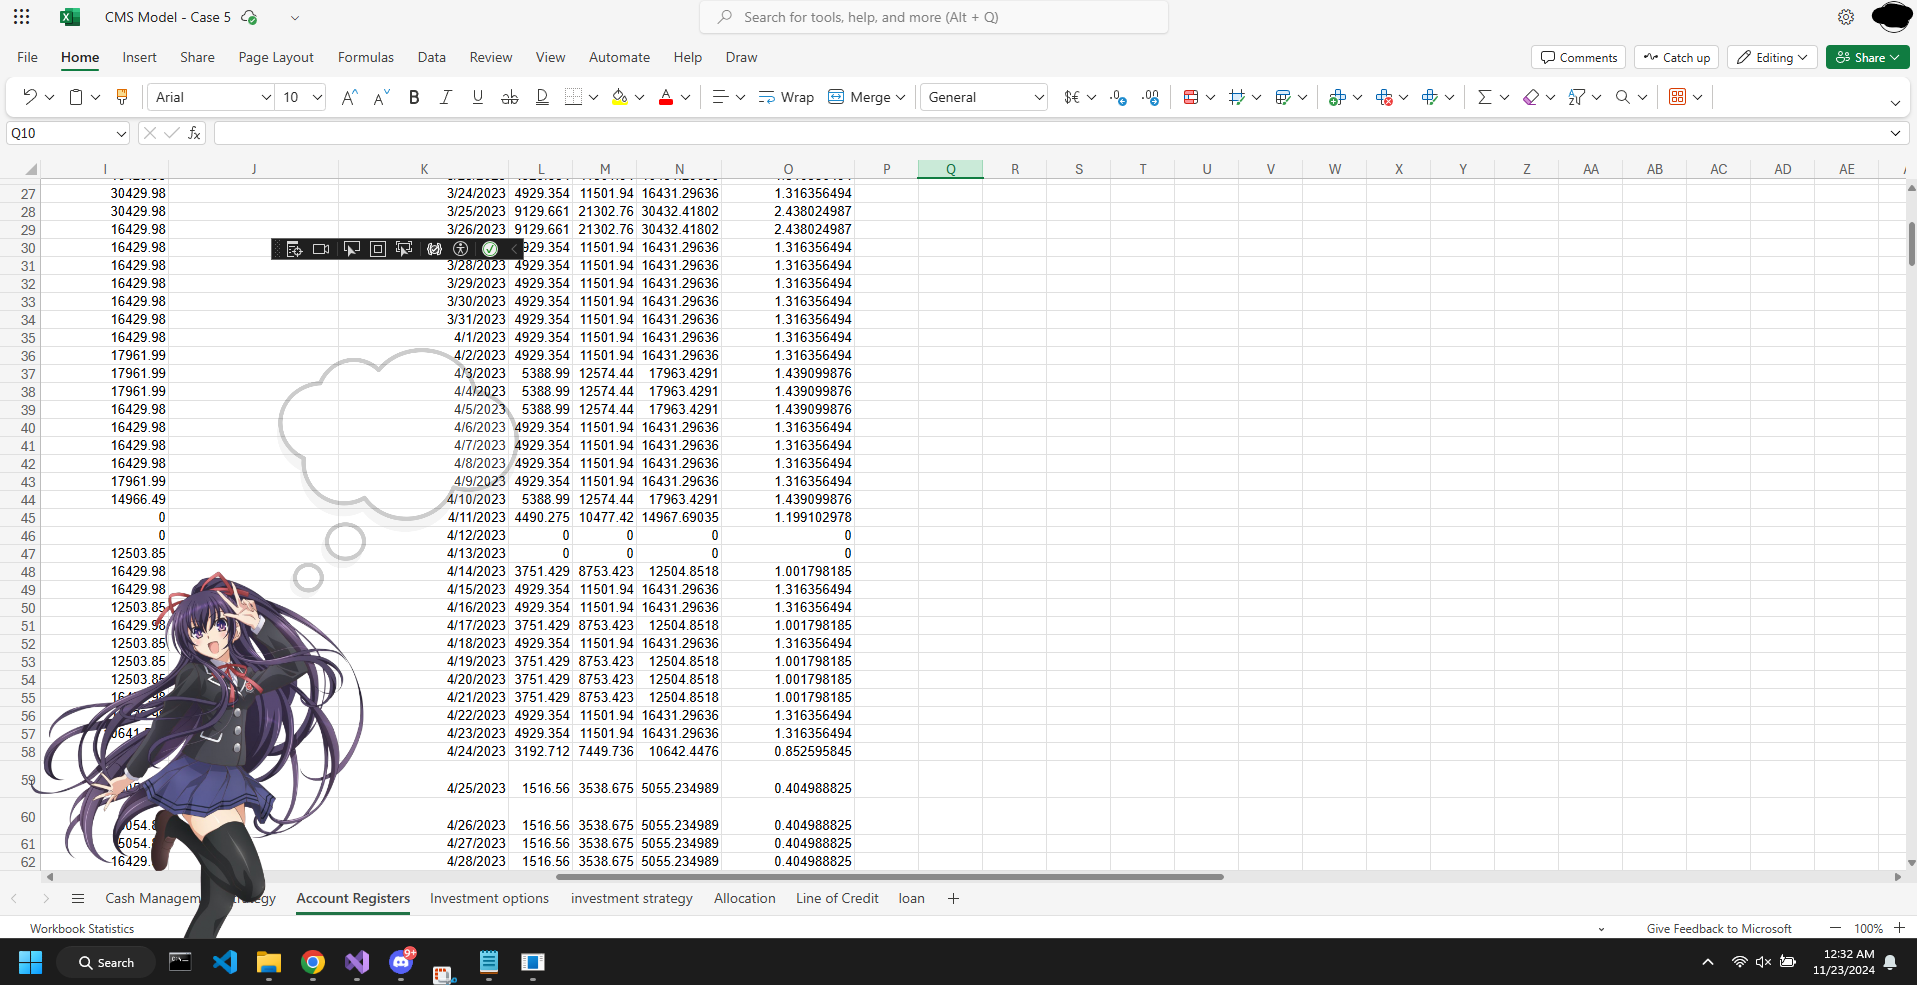 CMS Model - Case 5
Search for tools, help, and more (Alt + Q)
File Home Insert Share Page Layout Formulas Data Review View Automate Help Draw
Comments Catch up Editing Share
Arial 10 Wrap Merge General
Q10 fx
I J K L M N O P Q R S T U V W X Y Z AA AB AC AD AE
27 30429.98 3/24/2023 4929.354 11501.94 16431.29636 1.316356494
28 30429.98 3/25/2023 9129.661 21302.76 30432.41802 2.438024987
29 16429.98 3/26/2023 9129.661 21302.76 30432.41802 2.438024987
30 16429.98 929.354 11501.94 16431.29636 1.316356494
31 16429.98 3/28/2023 4929.354 11501.94 16431.29636 1.316356494
32 16429.98 3/29/2023 4929.354 11501.94 16431.29636 1.316356494
33 16429.98 3/30/2023 4929.354 11501.94 16431.29636 1.316356494
34 16429.98 3/31/2023 4929.354 11501.94 16431.29636 1.316356494
35 16429.98 4/1/2023 4929.354 11501.94 16431.29636 1.316356494
36 17961.99 4/2/2023 4929.354 11501.94 16431.29636 1.316356494
37 17961.99 4/3/2023 5388.99 12574.44 17963.4291 1.439099876
38 17961.99 4/4/2023 5388.99 12574.44 17963.4291 1.439099876
39 16429.98 4/5/2023 5388.99 12574.44 17963.4291 1.439099876
40 16429.98 4/6/2023 4929.354 11501.94 16431.29636 1.316356494
41 16429.98 4/7/2023 4929.354 11501.94 16431.29636 1.316356494
42 16429.98 4/8/2023 4929.354 11501.94 16431.29636 1.316356494
43 17961.99 4/9/2023 4929.354 11501.94 16431.29636 1.316356494
44 14966.49 4/10/2023 5388.99 12574.44 17963.4291 1.439099876
45 0 4/11/2023 4490.275 10477.42 14967.69035 1.199102978
46 0 4/12/2023 0 0 0 0
47 12503.85 4/13/2023 0 0 0 0
48 16429.98 4/14/2023 3751.429 8753.423 12504.8518 1.001798185
49 16429.98 4/15/2023 4929.354 11501.94 16431.29636 1.316356494
50 12503.85 4/16/2023 4929.354 11501.94 16431.29636 1.316356494
51 16429.98 4/17/2023 3751.429 8753.423 12504.8518 1.001798185
52 12503.85 4/18/2023 4929.354 11501.94 16431.29636 1.316356494
53 12503.85 4/19/2023 3751.429 8753.423 12504.8518 1.001798185
54 12503.85 4/20/2023 3751.429 8753.423 12504.8518 1.001798185
55 4/21/2023 3751.429 8753.423 12504.8518 1.001798185
56 4/22/2023 4929.354 11501.94 16431.29636 1.316356494
57 4/23/2023 4929.354 11501.94 16431.29636 1.316356494
58 4/24/2023 3192.712 7449.736 10642.4476 0.852595845
59 4/25/2023 1516.56 3538.675 5055.234989 0.404988825
60 4/26/2023 1516.56 3538.675 5055.234989 0.404988825
61 4/27/2023 1516.56 3538.675 5055.234989 0.404988825
62 16429. 4/28/2023 1516.56 3538.675 5055.234989 0.404988825
Cash Managem Account Registers Investment options investment strategy Allocation Line of Credit loan
Workbook Statistics Give Feedback to Microsoft 100%
Search 9+ 12:32 AM
11/23/2024